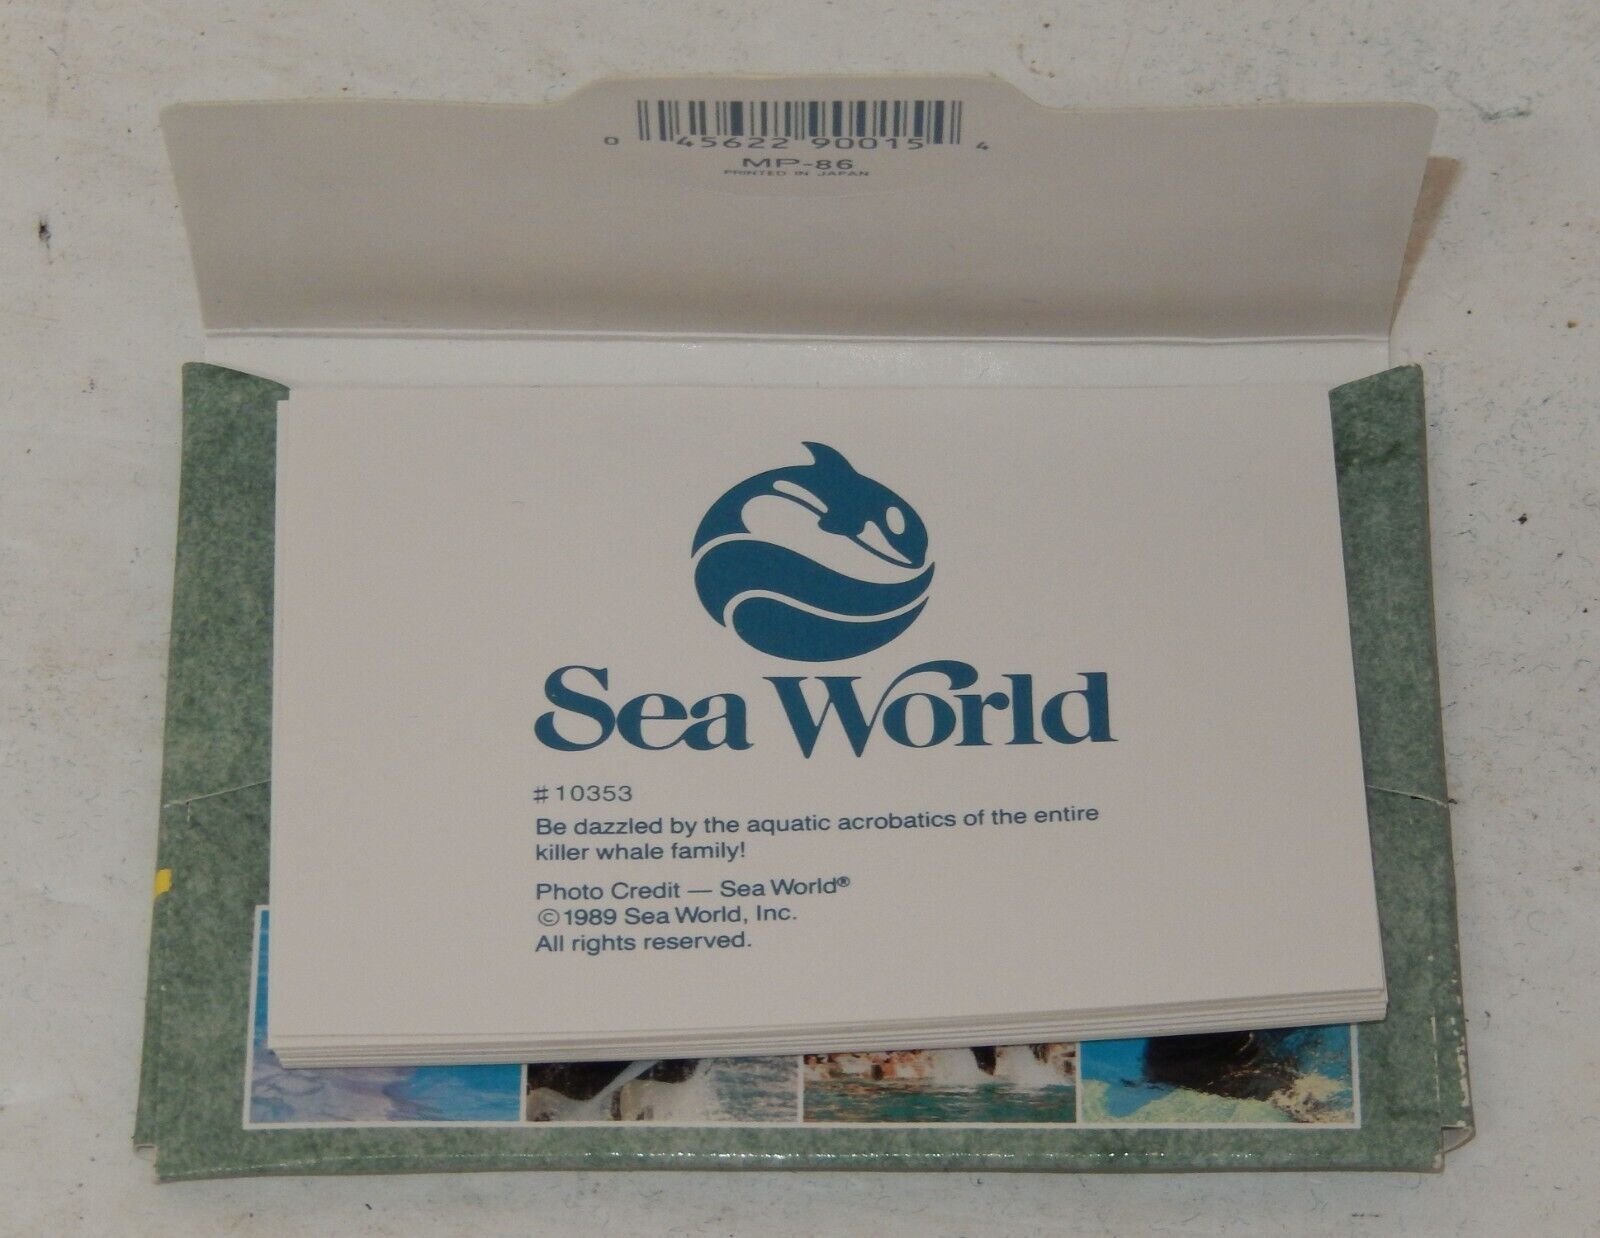 0 45622 90015 4
MP-86
PRINTED IN JAPAN
Sea World
#10353
Be dazzled by the aquatic acrobatics of the entire
killer whale family!
Photo Credit — Sea World®
©1989 Sea World, Inc.
All rights reserved.